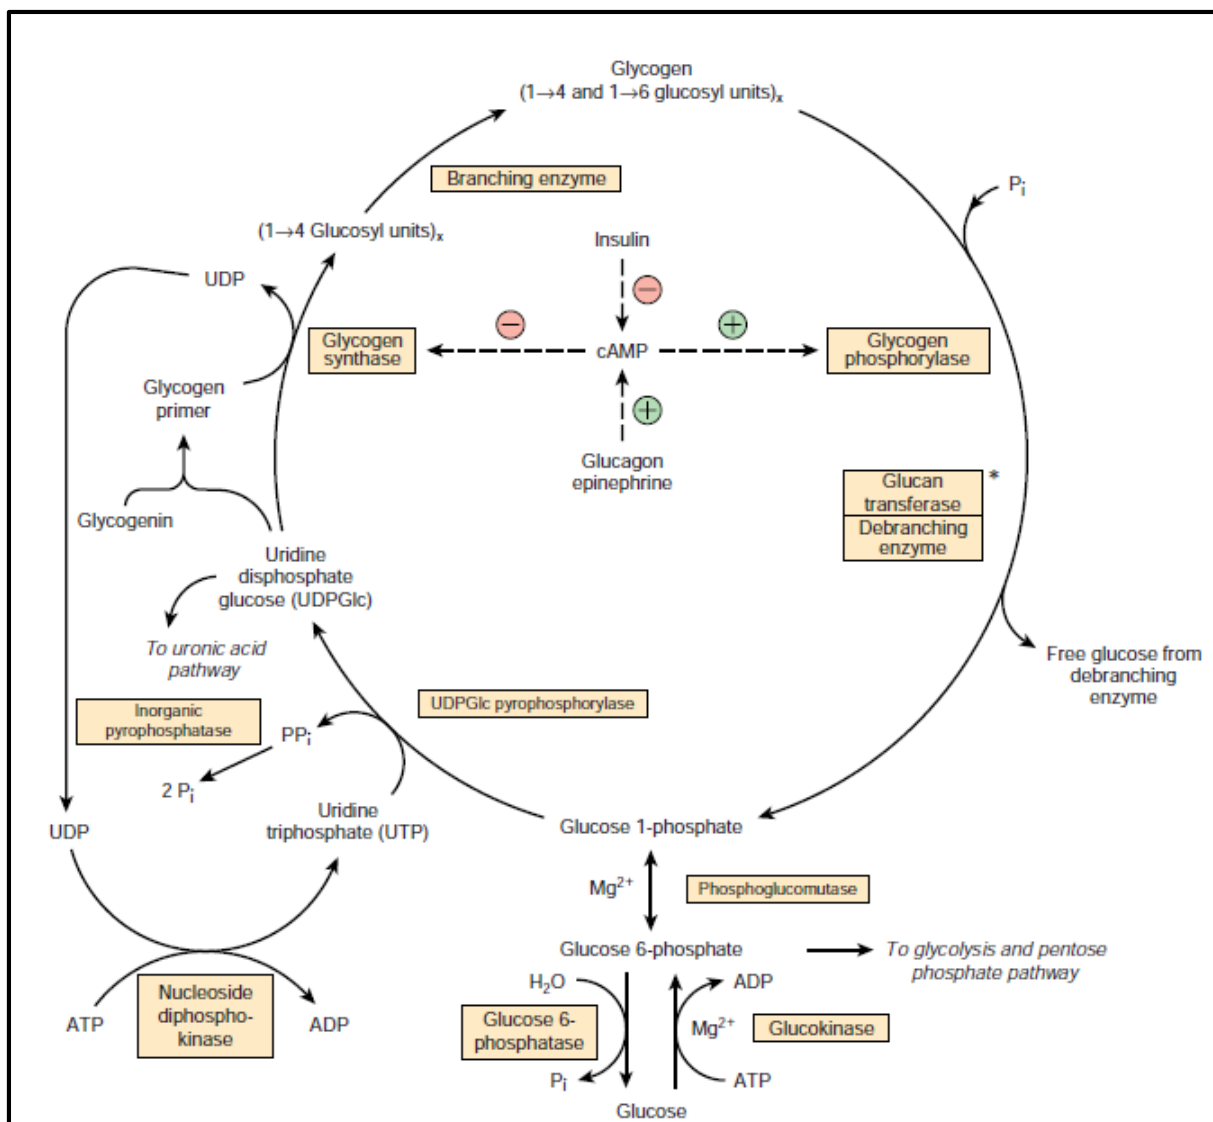 Glycogen
(1→4 and 1→6 glucosyl units)ₓ
Branching enzyme
Pᵢ
(1→4 Glucosyl units)ₓ
Insulin
UDP
−
−
+
Glycogen
synthase
cAMP
Glycogen
phosphorylase
Glycogen
primer
+
Glucagon
epinephrine
Glucan
transferase
*
Debranching
enzyme
Glycogenin
Uridine
disphosphate
glucose (UDPGlc)
To uronic acid
pathway
Free glucose from
debranching
enzyme
Inorganic
pyrophosphatase
UDPGlc pyrophosphorylase
PPᵢ
2 Pᵢ
UDP
Uridine
triphosphate (UTP)
Glucose 1-phosphate
Mg²⁺
Phosphoglucomutase
Glucose 6-phosphate
To glycolysis and pentose
phosphate pathway
H₂O
ADP
Nucleoside
diphospho-
kinase
ATP
ADP
Glucose 6-
phosphatase
Mg²⁺
Glucokinase
Pᵢ
ATP
Glucose